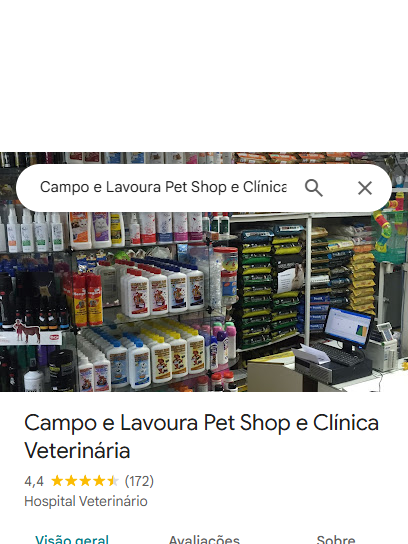 Campo e Lavoura Pet Shop e Clínica
Campo e Lavoura Pet Shop e Clínica
Veterinária
4,4 (172)
Hospital Veterinário
Visão geral Avaliações Sobre